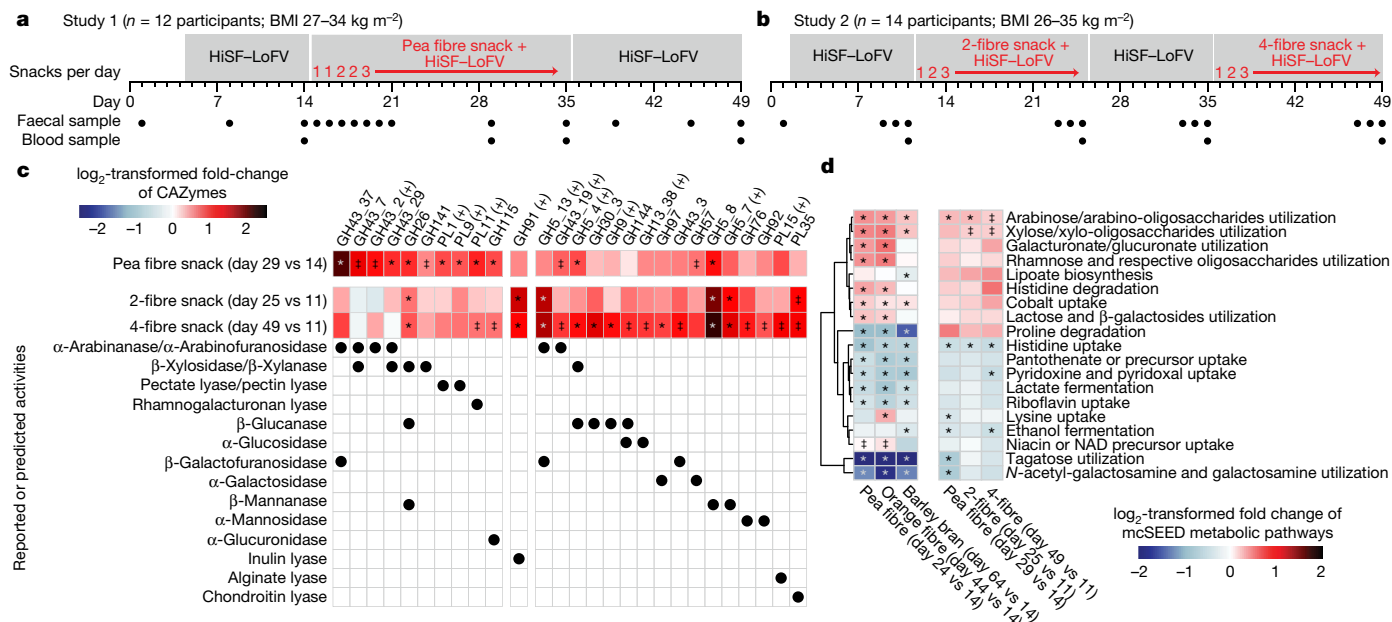 a
Study 1 (n = 12 participants; BMI 27–34 kg m–2)
HiSF–LoFV
Pea fibre snack +
HiSF–LoFV
HiSF–LoFV
Snacks per day
1 1 2 2 2 3
Day
0 7 14 21 28 35 42 49
Faecal sample
Blood sample
b
Study 2 (n = 14 participants; BMI 26–35 kg m–2)
HiSF–LoFV
2-fibre snack +
HiSF–LoFV
HiSF–LoFV
4-fibre snack +
HiSF–LoFV
1 2 3
1 2 3
0 7 14 21 28 35 42 49
c
log2-transformed fold-change
of CAZymes
–2 –1 0 1 2
GH43_37
GH43_7
GH43_2 (+)
GH43_29
GH26
GH141
PL1 (+)
PL9 (+)
PL11 (+)
GH115
GH91 (+)
GH5_13 (+)
GH43_19 (+)
GH5_4 (+)
GH30_3
GH9 (+)
GH144
GH13_38 (+)
GH97
GH43_3
GH57
GH5_8
GH5_7 (+)
GH76
GH92
PL15 (+)
PL35
Pea fibre snack (day 29 vs 14)
* ‡ ‡ * * ‡ * * * * ‡ * ‡ *
2-fibre snack (day 25 vs 11)
* * * * * ‡
4-fibre snack (day 49 vs 11)
* ‡ ‡ * * ‡ * * * ‡ ‡ ‡ ‡ * * ‡ ‡ ‡ ‡
Reported or predicted activities
α-Arabinanase/α-Arabinofuranosidase
β-Xylosidase/β-Xylanase
Pectate lyase/pectin lyase
Rhamnogalacturonan lyase
β-Glucanase
α-Glucosidase
β-Galactofuranosidase
α-Galactosidase
β-Mannanase
α-Mannosidase
α-Glucuronidase
Inulin lyase
Alginate lyase
Chondroitin lyase
d
* * * * * ‡ Arabinose/arabino-oligosaccharides utilization
* * * ‡ ‡ Xylose/xylo-oligosaccharides utilization
* * Galacturonate/glucuronate utilization
* * Rhamnose and respective oligosaccharides utilization
* Lipoate biosynthesis
* * Histidine degradation
* * * Cobalt uptake
* * Lactose and β-galactosides utilization
* * * Proline degradation
* * * * * * Histidine uptake
* * * Pantothenate or precursor uptake
* * * * Pyridoxine and pyridoxal uptake
* * * Lactate fermentation
* * * Riboflavin uptake
* * Lysine uptake
* * * Ethanol fermentation
‡ ‡ Niacin or NAD precursor uptake
* * * * Tagatose utilization
* * * * N-acetyl-galactosamine and galactosamine utilization
Pea fibre (day 24 vs 14)
Orange fibre (day 44 vs 14)
Barley bran (day 64 vs 14)
Pea fibre (day 29 vs 14)
2-fibre (day 25 vs 11)
4-fibre (day 49 vs 11)
log2-transformed fold change of
mcSEED metabolic pathways
–2 –1 0 1 2